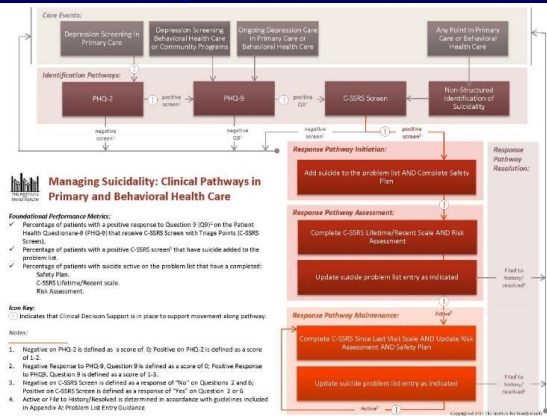 Care Events:
Depression Screening in
Primary Care
Depression Screening
Behavioral Health Care
or Community Programs
Ongoing Depression Care
in Primary Care or
Behavioral Health Care
Any Point in Primary
Care or Behavioral
Health Care
Identification Pathways:
PHQ-2
positive
screen¹
PHQ-9
positive
Q9²
C-SSRS Screen
Non-Structured
Identification of
Suicidality
negative
screen¹
negative
Q9²
negative
screen³
positive
screen³
Response Pathway Initiation:
Add suicide to the problem list AND Complete Safety
Plan
Response
Pathway
Resolution:
Response Pathway Assessment:
Complete C-SSRS Lifetime/Recent Scale AND Risk
Assessment
Update suicide problem list entry as indicated
Filed to
history/
resolved⁴
Active⁴
Response Pathway Maintenance:
Complete C-SSRS Since Last Visit Scale AND Update Risk
Assessment AND Safety Plan
Update suicide problem list entry as indicated
Filed to
history/
resolved⁴
Active⁴
THE INSTITUTE
Managing Suicidality: Clinical Pathways in
Primary and Behavioral Health Care
Foundational Performance Metrics:
✓ Percentage of patients with a positive response to Question 9 (Q9)² on the Patient
Health Questionnaire-9 (PHQ-9) that receive C-SSRS Screen with Triage Points (C-SSRS
Screen).
✓ Percentage of patients with a positive C-SSRS screen³ that have suicide added to the
problem list.
✓ Percentage of patients with suicide active on the problem list that have a completed:
Safety Plan.
C-SSRS Lifetime/Recent scale.
Risk Assessment.
Icon Key:
! Indicates that Clinical Decision Support is in place to support movement along pathway.
Notes:
1. Negative on PHQ-2 is defined as a score of 0; Positive on PHQ-2 is defined as a score
of 1-2.
2. Negative Response to PHQ-9, Question 9 is defined as a score of 0; Positive Response
to PHQ9, Question 9 is defined as a score of 1-3.
3. Negative on C-SSRS Screen is defined as a response of "No" on Questions 2 and 6;
Positive on C-SSRS Screen is defined as a response of "Yes" on Question 2 or 6
4. Active or File to History/Resolved is determined in accordance with guidelines included
in Appendix A: Problem List Entry Guidance